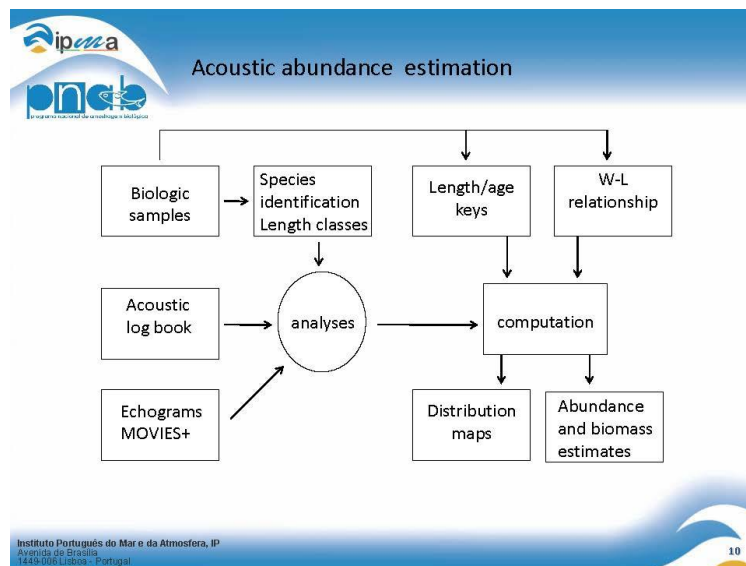 ipma
Acoustic abundance estimation
pnab
programa nacional de amostragem biológica
Biologic
samples
Species
identification
Length classes
Length/age
keys
W-L
relationship
Acoustic
log book
analyses
computation
Echograms
MOVIES+
Distribution
maps
Abundance
and biomass
estimates
Instituto Português do Mar e da Atmosfera, IP
Avenida de Brasília
1449-006 Lisboa - Portugal
10